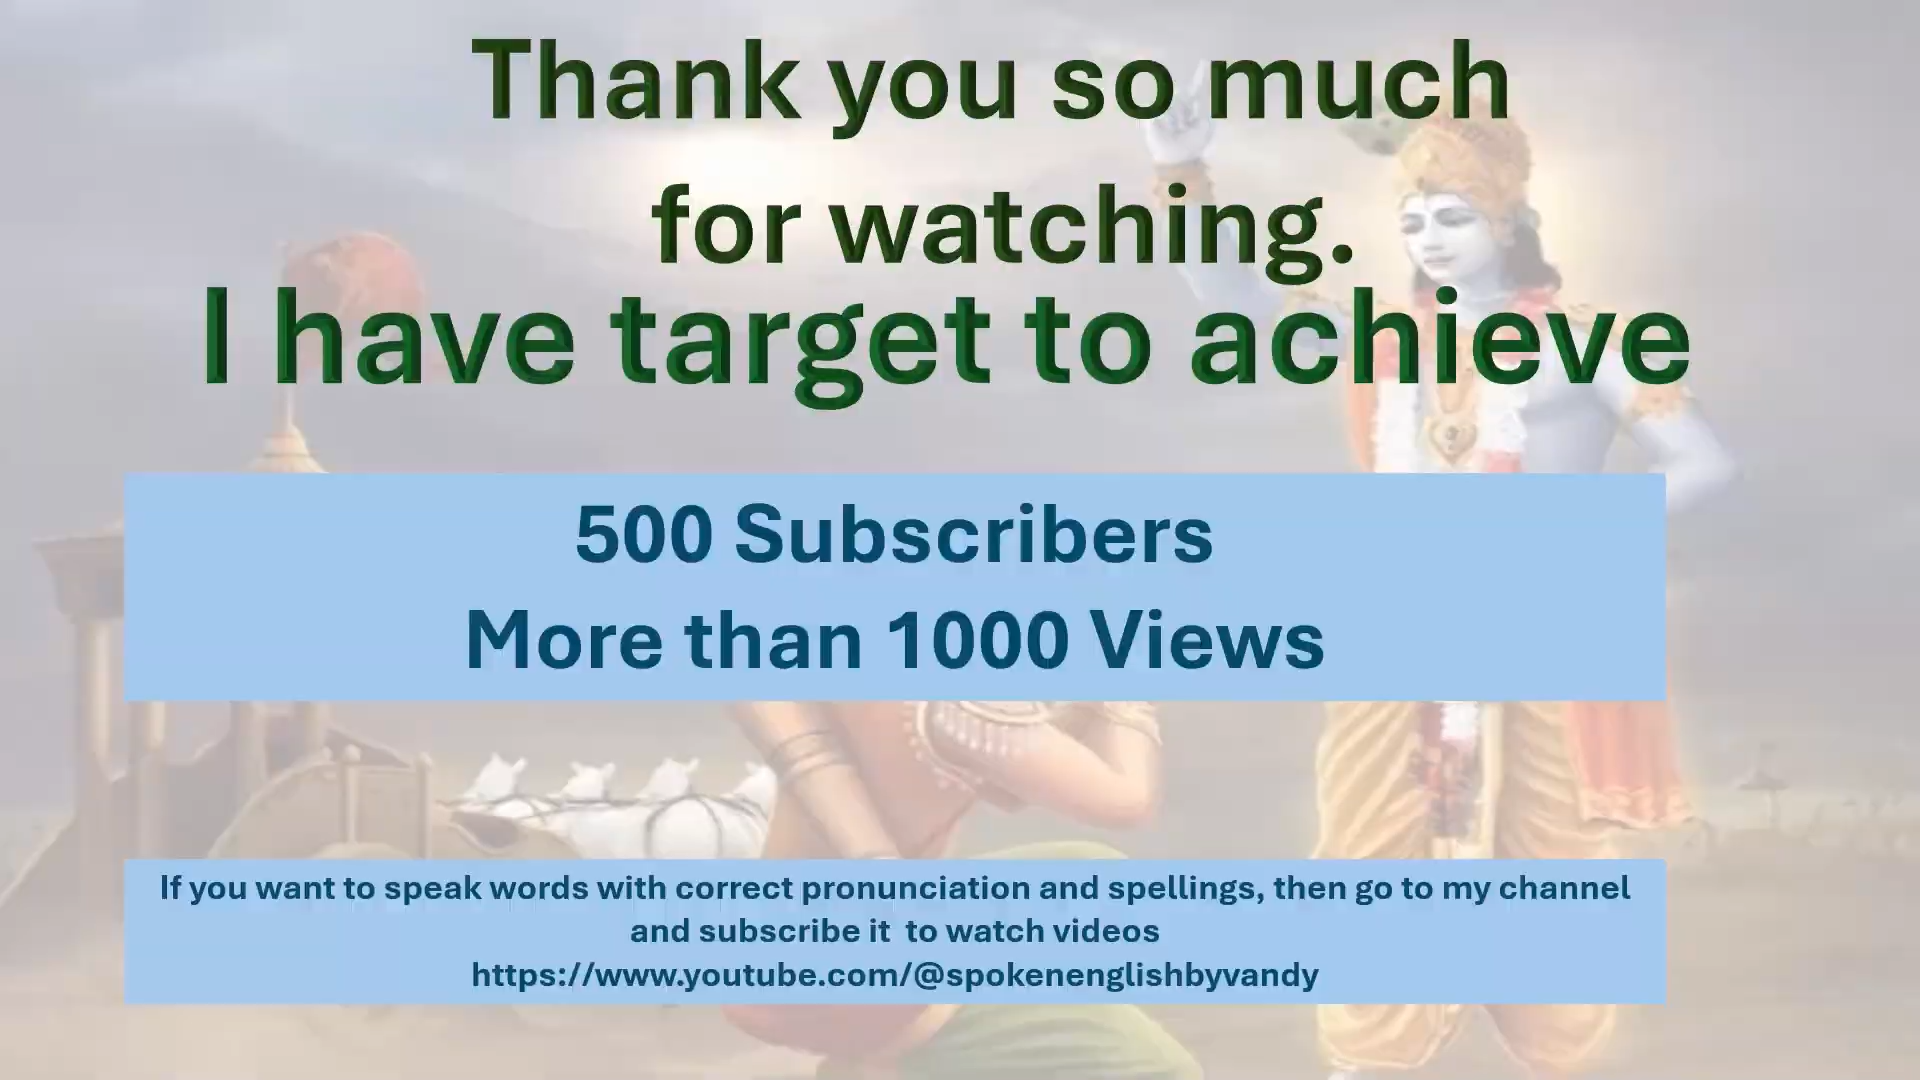 Thank you so much
for watching.
I have target to achieve
500 Subscribers
More than 1000 Views
If you want to speak words with correct pronunciation and spellings, then go to my channel
and subscribe it  to watch videos
https://www.youtube.com/@spokenenglishbyvandy